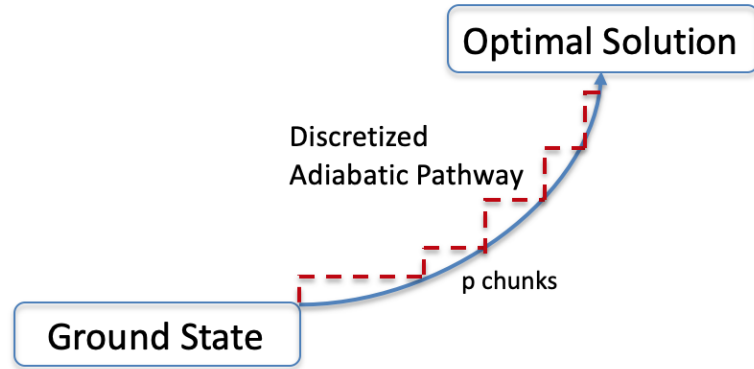 Optimal Solution
Discretized
Adiabatic Pathway
p chunks
Ground State